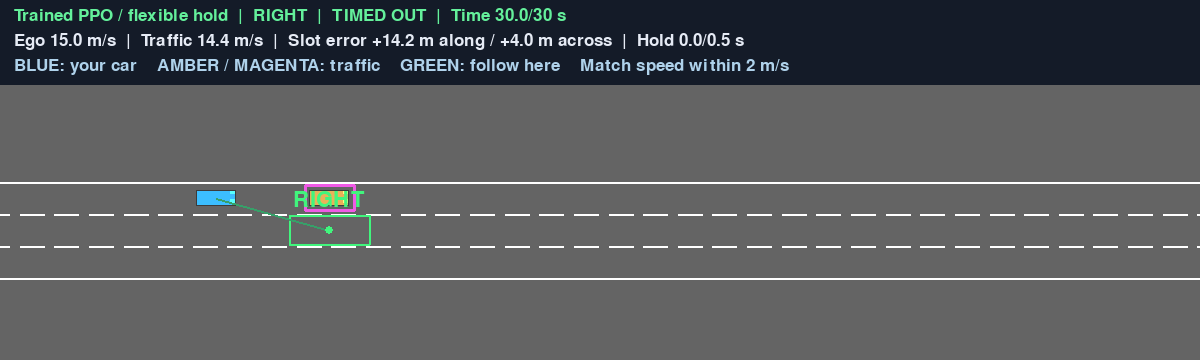 Trained PPO / flexible hold | RIGHT | TIMED OUT | Time 30.0/30 s
Ego 15.0 m/s | Traffic 14.4 m/s | Slot error +14.2 m along / +4.0 m across | Hold 0.0/0.5 s
BLUE: your car AMBER / MAGENTA: traffic GREEN: follow here Match speed within 2 m/s
RIGHT